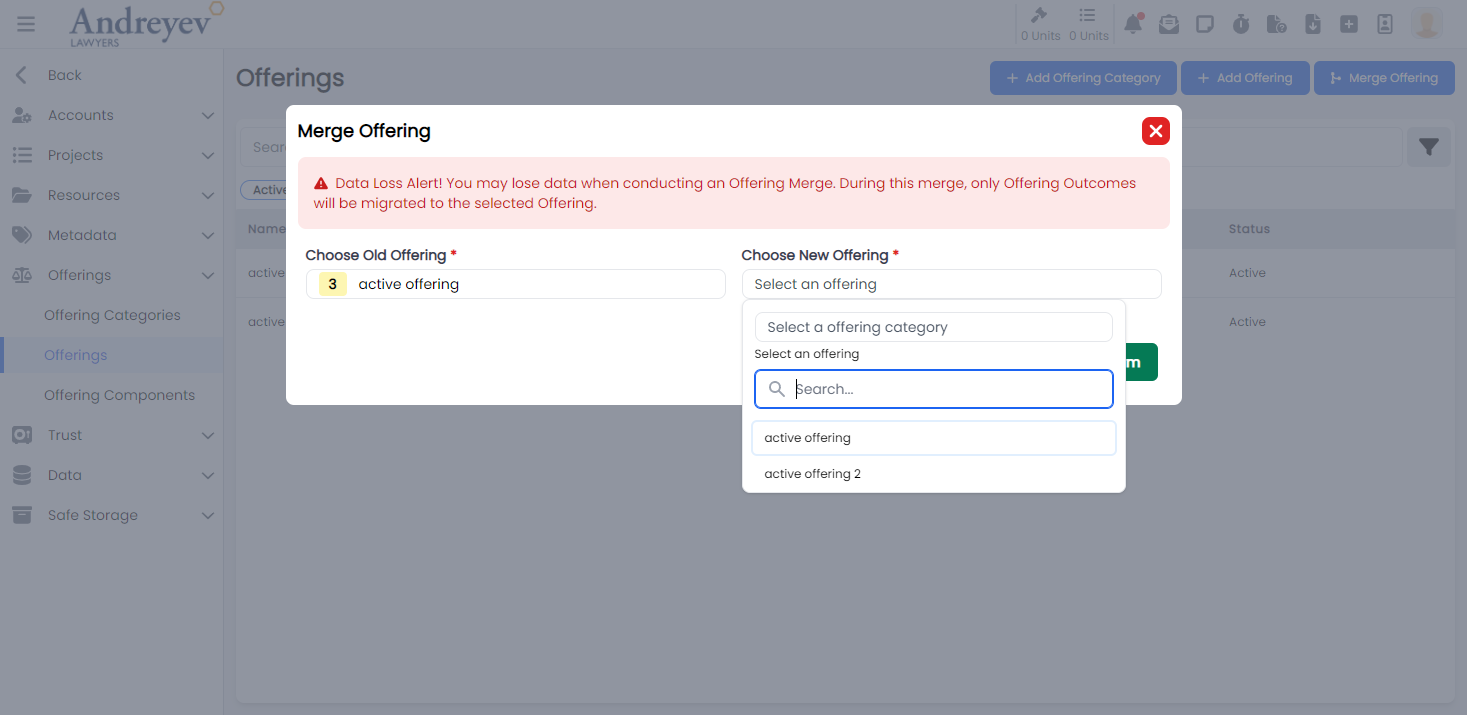 Andreyev
LAWYERS
0 Units
0 Units
Back
Accounts
Projects
Resources
Metadata
Offerings
Offering Categories
Offerings
Offering Components
Trust
Data
Safe Storage
Offerings
Add Offering Category
Add Offering
Merge Offering
Name
Status
active
Active
active
Active
Merge Offering
Data Loss Alert! You may lose data when conducting an Offering Merge. During this merge, only Offering Outcomes
will be migrated to the selected Offering.
Choose Old Offering *
3 active offering
Choose New Offering *
Select an offering
Select a offering category
Select an offering
Search...
active offering
active offering 2